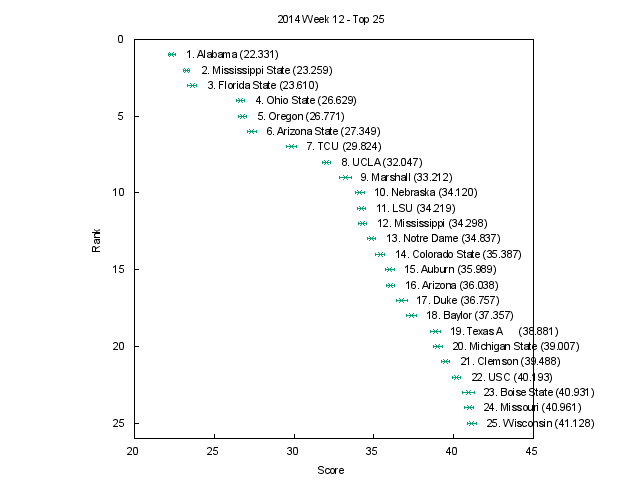 2014 Week 12 - Top 25
0
1. Alabama (22.331)
2. Mississippi State (23.259)
3. Florida State (23.610)
4. Ohio State (26.629)
5
5. Oregon (26.771)
6. Arizona State (27.349)
7. TCU (29.824)
8. UCLA (32.047)
9. Marshall (33.212)
10
10. Nebraska (34.120)
11. LSU (34.219)
12. Mississippi (34.298)
Rank
13. Notre Dame (34.837)
14. Colorado State (35.387)
15
15. Auburn (35.989)
16. Arizona (36.038)
17. Duke (36.757)
18. Baylor (37.357)
19. Texas A (38.881)
20
20. Michigan State (39.007)
21. Clemson (39.488)
22. USC (40.193)
23. Boise State (40.931)
24. Missouri (40.961)
25
25. Wisconsin (41.128)
20 25 30 35 40 45
Score